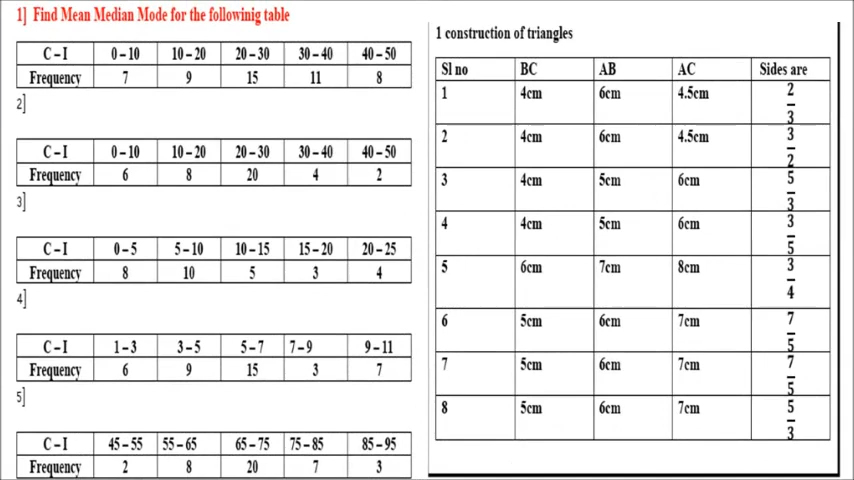 1] Find Mean Median Mode for the followinig table
C – I 0 – 10 10 – 20 20 – 30 30 – 40 40 – 50
Frequency 7 9 15 11 8
2]
C – I 0 – 10 10 – 20 20 – 30 30 – 40 40 – 50
Frequency 6 8 20 4 2
3]
C – I 0 – 5 5 – 10 10 – 15 15 – 20 20 – 25
Frequency 8 10 5 3 4
4]
C – I 1 – 3 3 – 5 5 – 7 7 – 9 9 – 11
Frequency 6 9 15 3 7
5]
C – I 45 – 55 55 – 65 65 – 75 75 – 85 85 – 95
Frequency 2 8 20 7 3
1 construction of triangles
Sl no BC AB AC Sides are
1 4cm 6cm 4.5cm 2/3
2 4cm 6cm 4.5cm 3/2
3 4cm 5cm 6cm 5/3
4 4cm 5cm 6cm 3/5
5 6cm 7cm 8cm 3/4
6 5cm 6cm 7cm 7/5
7 5cm 6cm 7cm 7/5
8 5cm 6cm 7cm 5/3